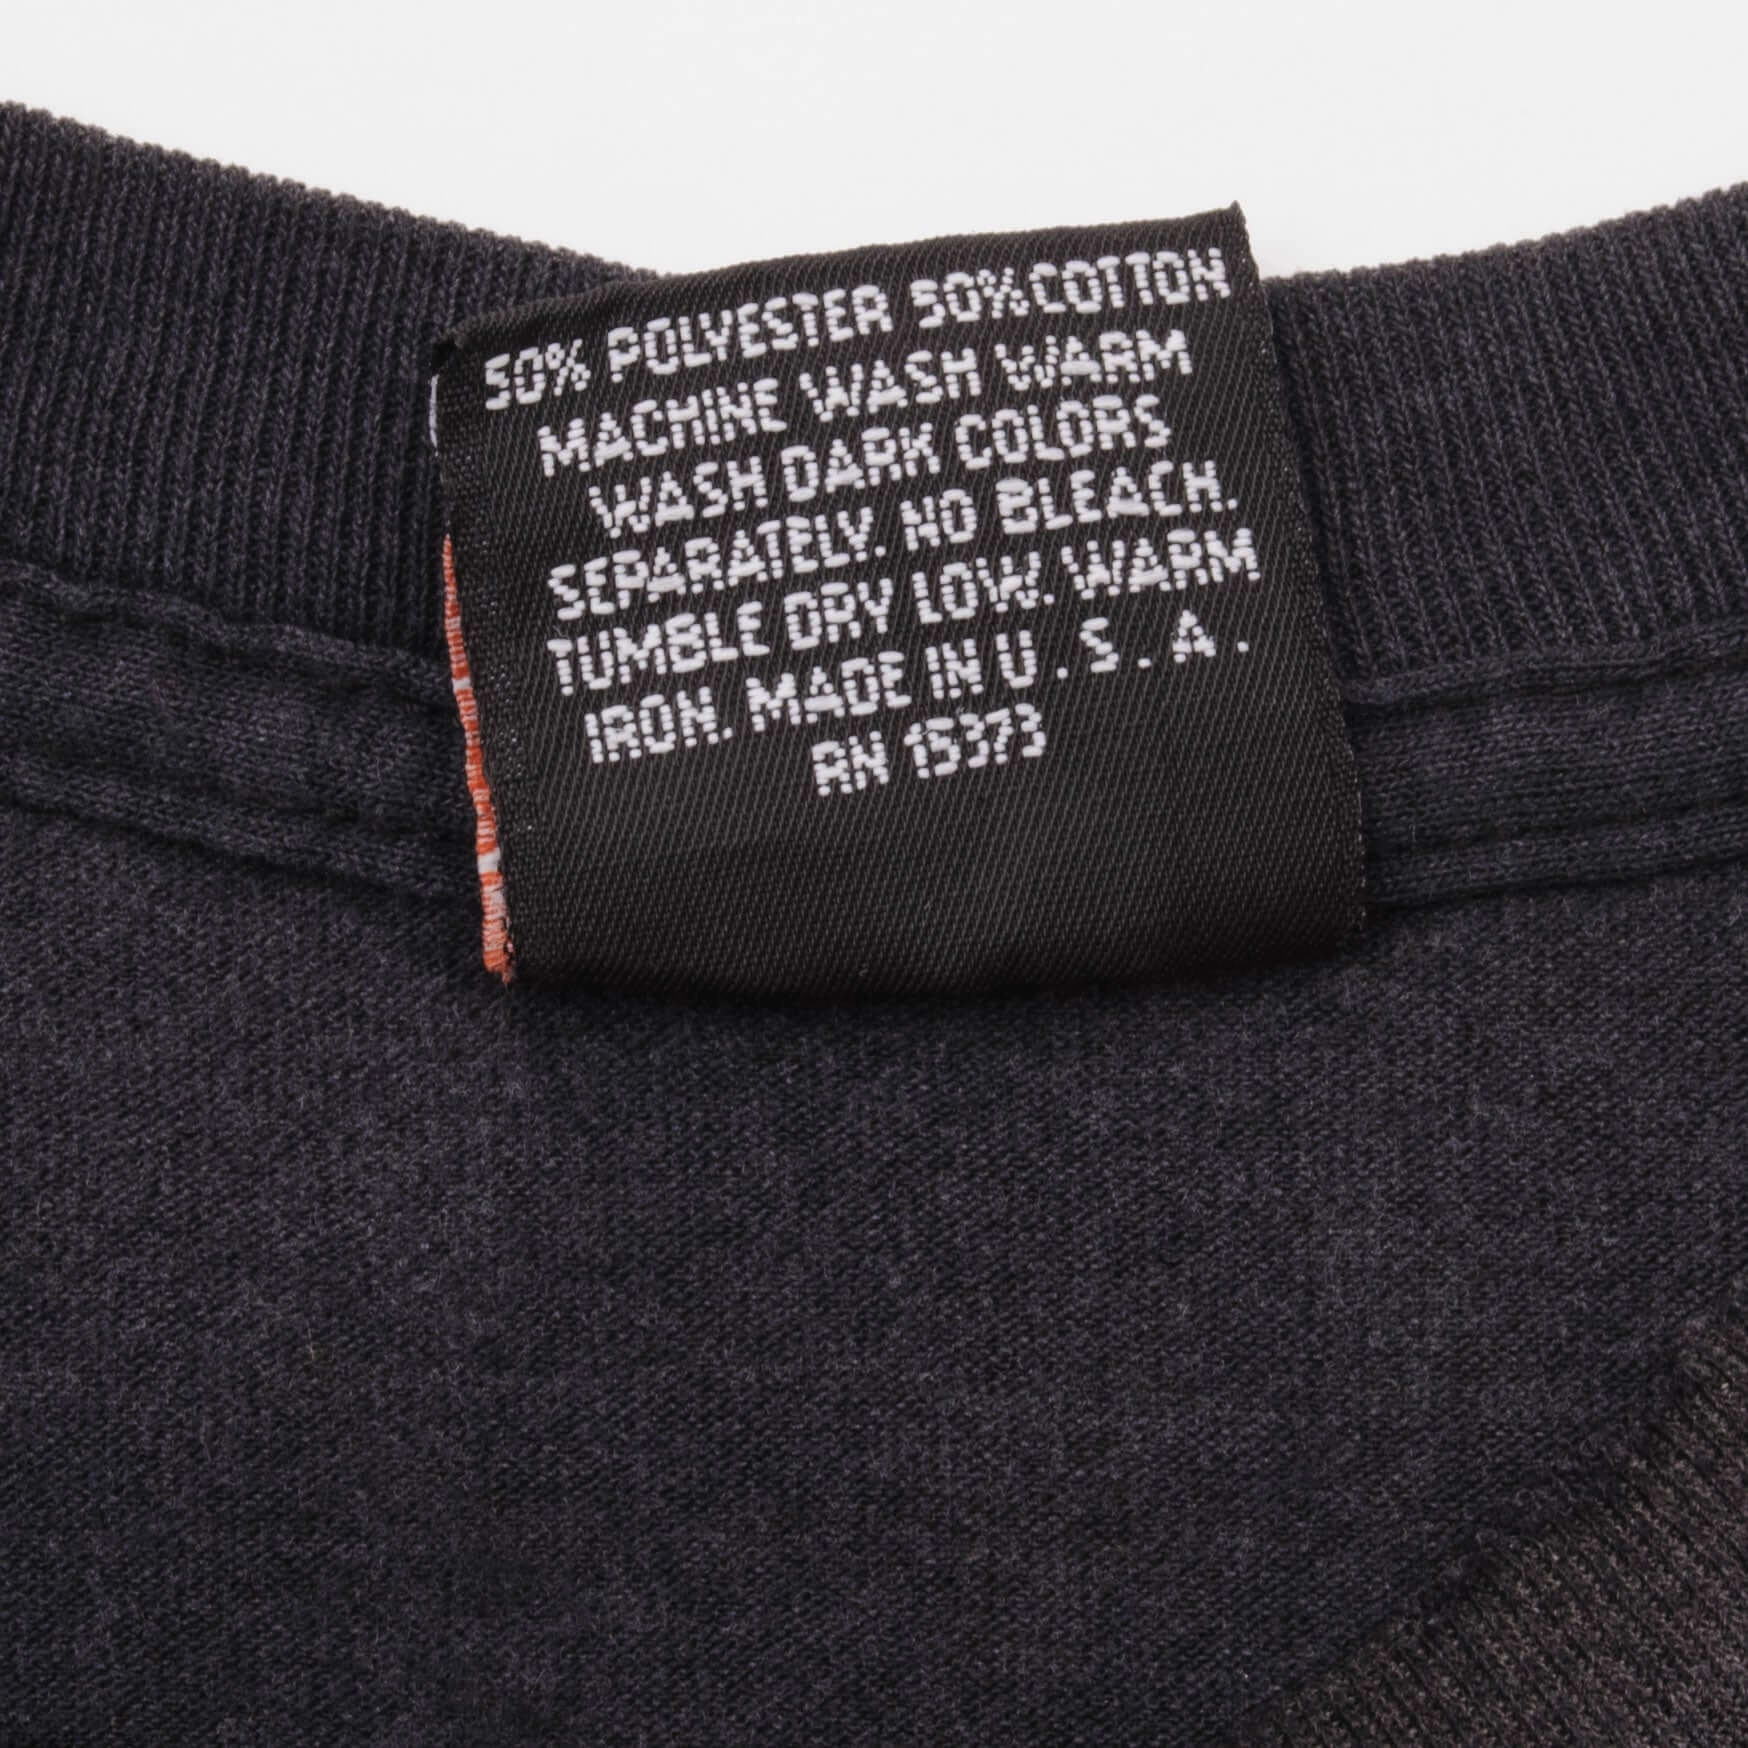 50% POLYESTER 50% COTTON
MACHINE WASH WARM
WASH DARK COLORS
SEPARATELY. NO BLEACH.
TUMBLE DRY LOW. WARM
IRON. MADE IN U.S.A.
RN 15373